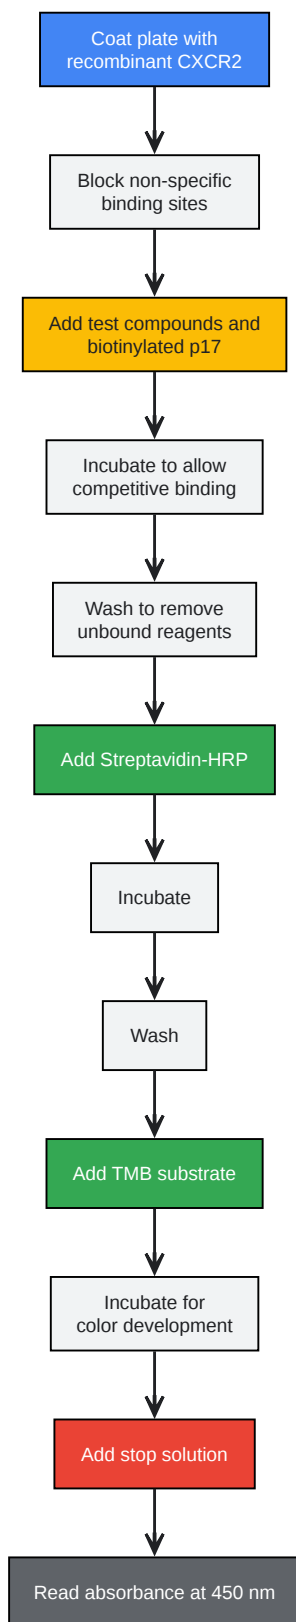 Coat plate with
recombinant CXCR2
Block non-specific
binding sites
Add test compounds and
biotinylated p17
Incubate to allow
competitive binding
Wash to remove
unbound reagents
Add Streptavidin-HRP
Incubate
Wash
Add TMB substrate
Incubate for
color development
Add stop solution
Read absorbance at 450 nm